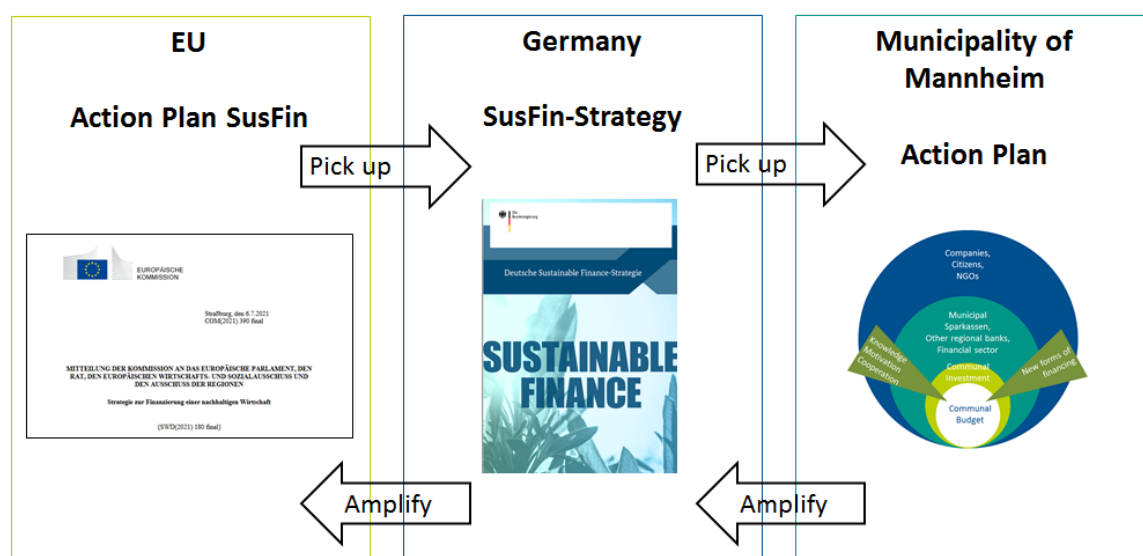 EU
Action Plan SusFin
Pick up
EUROPÄISCHE
KOMMISSION
Straßburg, den 6.7.2021
COM(2021) 390 final
MITTEILUNG DER KOMMISSION AN DAS EUROPÄISCHE PARLAMENT, DEN
RAT, DEN EUROPÄISCHEN WIRTSCHAFTS- UND SOZIALAUSSCHUSS UND
DEN AUSSCHUSS DER REGIONEN
Strategie zur Finanzierung einer nachhaltigen Wirtschaft
{SWD(2021) 180 final}
Amplify
Germany
SusFin-Strategy
Pick up
Die
Bundesregierung
Deutsche Sustainable Finance-Strategie
SUSTAINABLE
FINANCE
Amplify
Municipality of
Mannheim
Action Plan
Companies,
Citizens,
NGOs
Municipal
Sparkassen,
Other regional banks,
Financial sector
Knowledge
Motivation
Cooperation
New forms of
financing
Communal
Investment
Communal
Budget